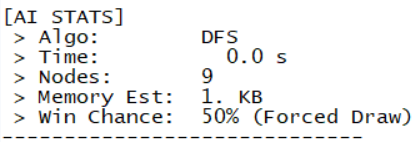 [AI STATS]
> Algo: DFS
> Time: 0.0 s
> Nodes: 9
> Memory Est: 1. KB
> Win Chance: 50% (Forced Draw)
-----------------------------